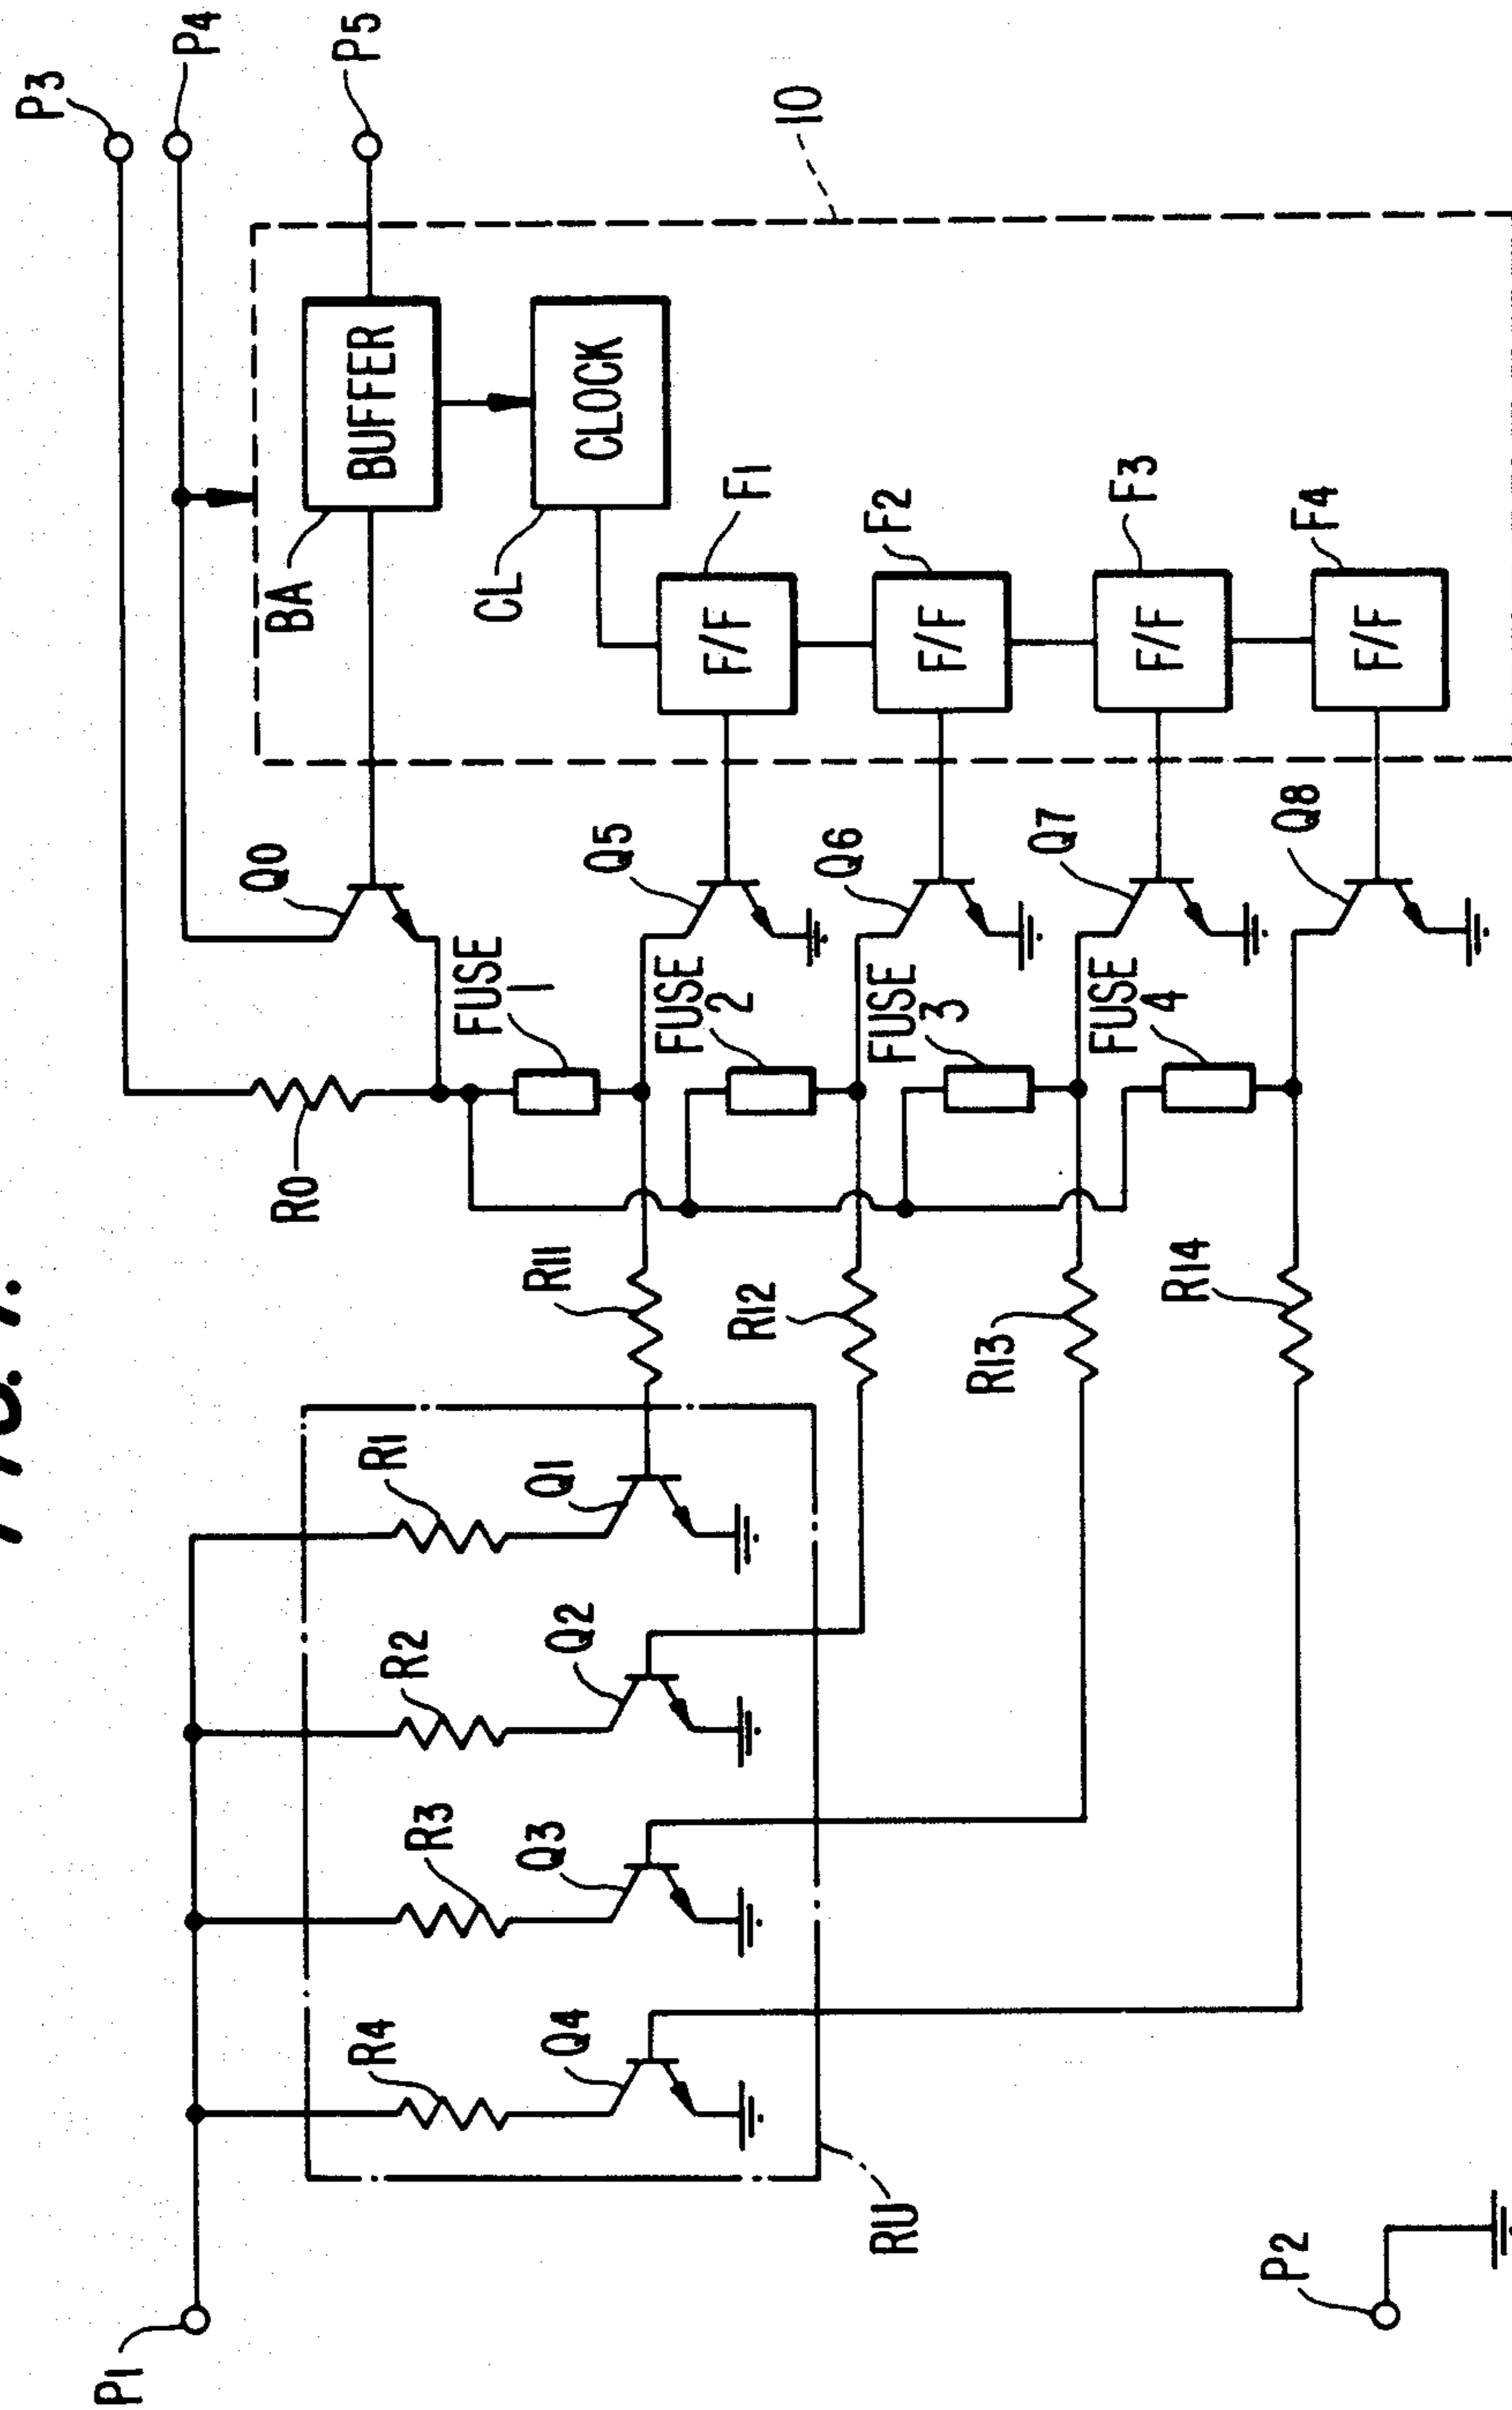 P3
P4
P5
10
BUFFER
CLOCK
BA
CL
F1
F2
F3
F4
F/F
F/F
F/F
F/F
Q0
Q5
Q6
Q7
Q8
FUSE
1
FUSE
2
FUSE
3
FUSE
4
R0
R11
R12
R13
R14
R1
Q1
R2
Q2
R3
Q3
R4
Q4
RU
P1
P2